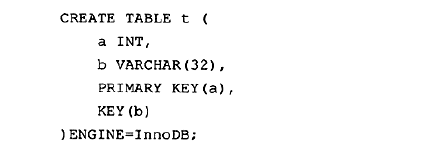 CREATE TABLE t (
    a INT,
    b VARCHAR(32),
    PRIMARY KEY(a),
    KEY(b)
)ENGINE=InnoDB;